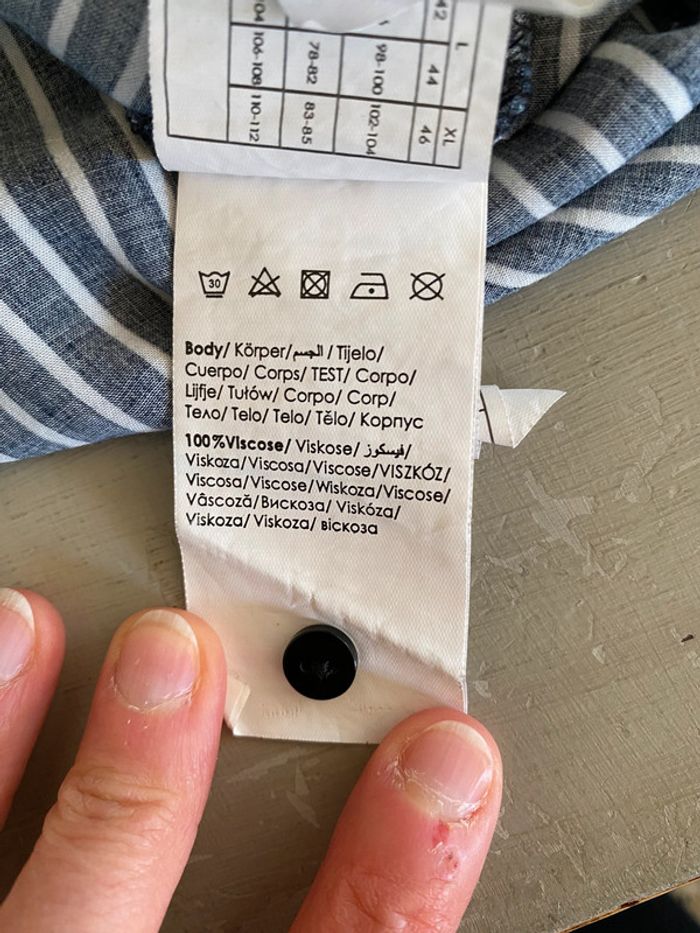 L XL
42 44 46
98-100 102-104
78-82 83-85
106-108 110-112
30
Body/ Körper/الجسم / Tijelo/
Cuerpo/ Corps/ TEST/ Corpo/
Lijfje/ Tułów/ Corpo/ Corp/
Тело/ Telo/ Telo/ Tělo/ Корпус
100%Viscose/ Viskose/ فيسكوز/
Viskoza/Viscosa/Viscose/VISZKÓZ/
Viscosa/Viscose/Wiskoza/Viscose/
Vâscoză/Вискоза/ Viskóza/
Viskoza/ Viskoza/ віскоза